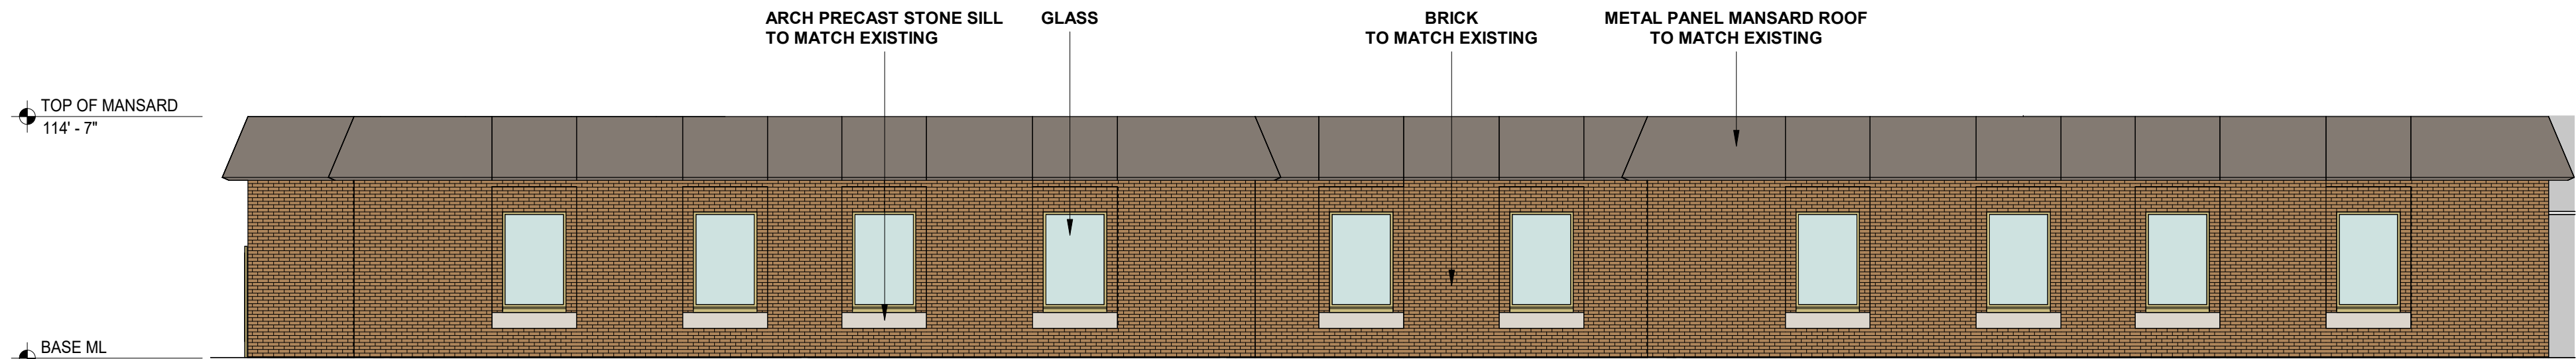 ARCH PRECAST STONE SILL
TO MATCH EXISTING
GLASS
BRICK
TO MATCH EXISTING
METAL PANEL MANSARD ROOF
TO MATCH EXISTING
TOP OF MANSARD
114' - 7"
BASE ML